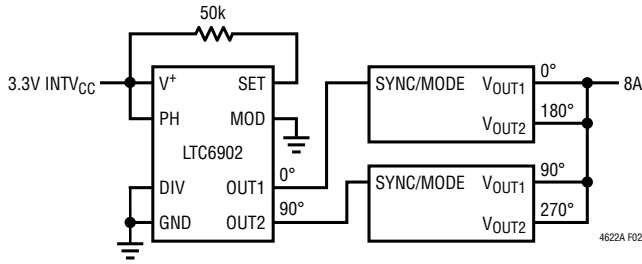 50k
3.3V INTVCC
V+
SET
PH
MOD
LTC6902
DIV
OUT1
0°
GND
OUT2
90°
SYNC/MODE
VOUT1
0°
8A
VOUT2
180°
SYNC/MODE
VOUT1
90°
VOUT2
270°
4622A F02